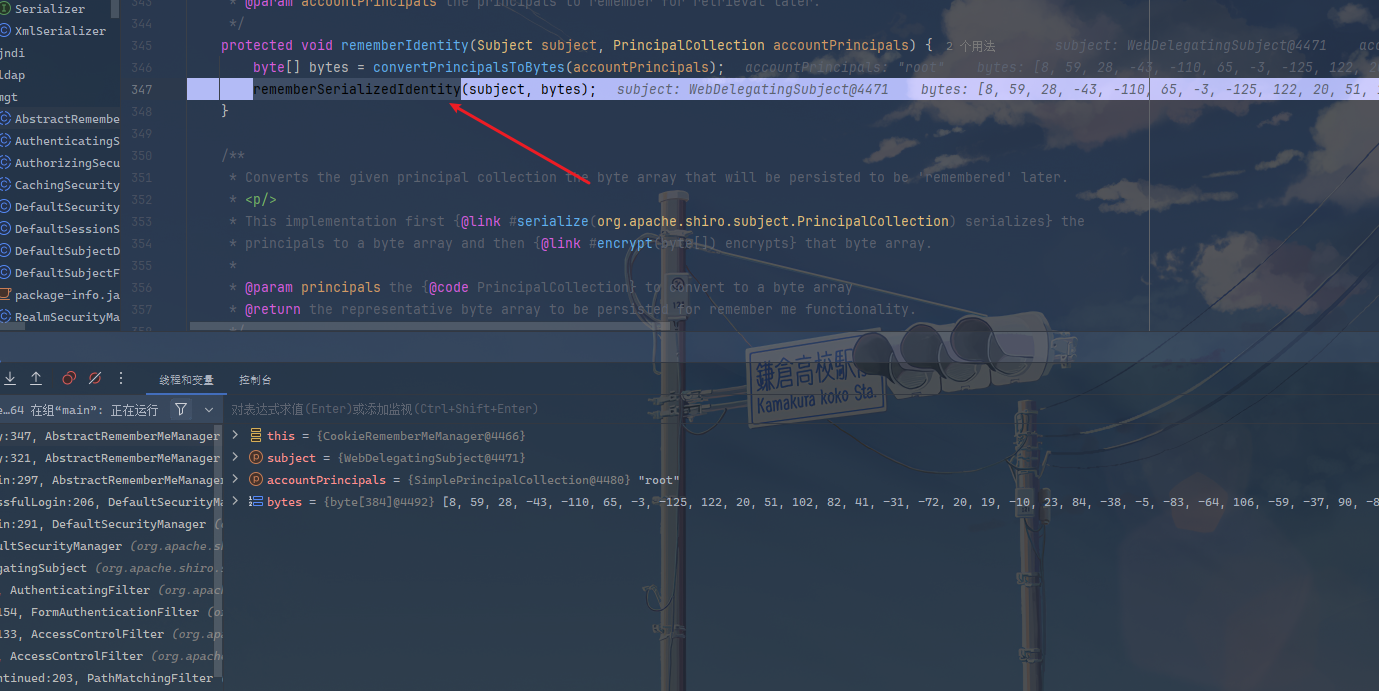 Serializer
XmlSerializer
jndi
ldap
mgt
AbstractRemembe
AuthenticatingS
AuthorizingSecu
CachingSecurity
DefaultSecurity
DefaultSessionS
DefaultSubjectD
DefaultSubjectF
package-info.ja
RealmSecurityMa
343 * @param accountPrincipals the principals to remember for retrieval later.
344 */
345 protected void rememberIdentity(Subject subject, PrincipalCollection accountPrincipals) { 2 个用法 subject: WebDelegatingSubject@4471 acc
346 byte[] bytes = convertPrincipalsToBytes(accountPrincipals); accountPrincipals: "root" bytes: [8, 59, 28, -43, -110, 65, -3, -125, 122, 2
347 rememberSerializedIdentity(subject, bytes); subject: WebDelegatingSubject@4471 bytes: [8, 59, 28, -43, -110, 65, -3, -125, 122, 20, 51,
348 }
349
350 /**
351 * Converts the given principal collection the byte array that will be persisted to be 'remembered' later.
352 * <p/>
353 * This implementation first {@link #serialize(org.apache.shiro.subject.PrincipalCollection) serializes} the
354 * principals to a byte array and then {@link #encrypt(byte[]) encrypts} that byte array.
355 *
356 * @param principals the {@code PrincipalCollection} to convert to a byte array
357 * @return the representative byte array to be persisted for remember me functionality.
358 */
鎌倉高校駅
Kamakura koko Sta.
线程和变量 控制台
e…64 在组“main”: 正在运行
对表达式求值(Enter)或添加监视(Ctrl+Shift+Enter)
y:347, AbstractRememberMeManager
y:321, AbstractRememberMeManager
in:297, AbstractRememberMeManager
ssfulLogin:206, DefaultSecurityMa
in:291, DefaultSecurityManager (o
ultSecurityManager (org.apache.sh
gatingSubject (org.apache.shiro.s
, AuthenticatingFilter (org.apac
154, FormAuthenticationFilter (o
133, AccessControlFilter (org.ap
, AccessControlFilter (org.apach
ntinued:203, PathMatchingFilter
this = {CookieRememberMeManager@4466}
subject = {WebDelegatingSubject@4471}
accountPrincipals = {SimplePrincipalCollection@4480} "root"
bytes = {byte[384]@4492} [8, 59, 28, -43, -110, 65, -3, -125, 122, 20, 51, 102, 82, 41, -31, -72, 20, 19, -10, 23, 84, -38, -5, -83, -64, 106, -59, -37, 90, -8